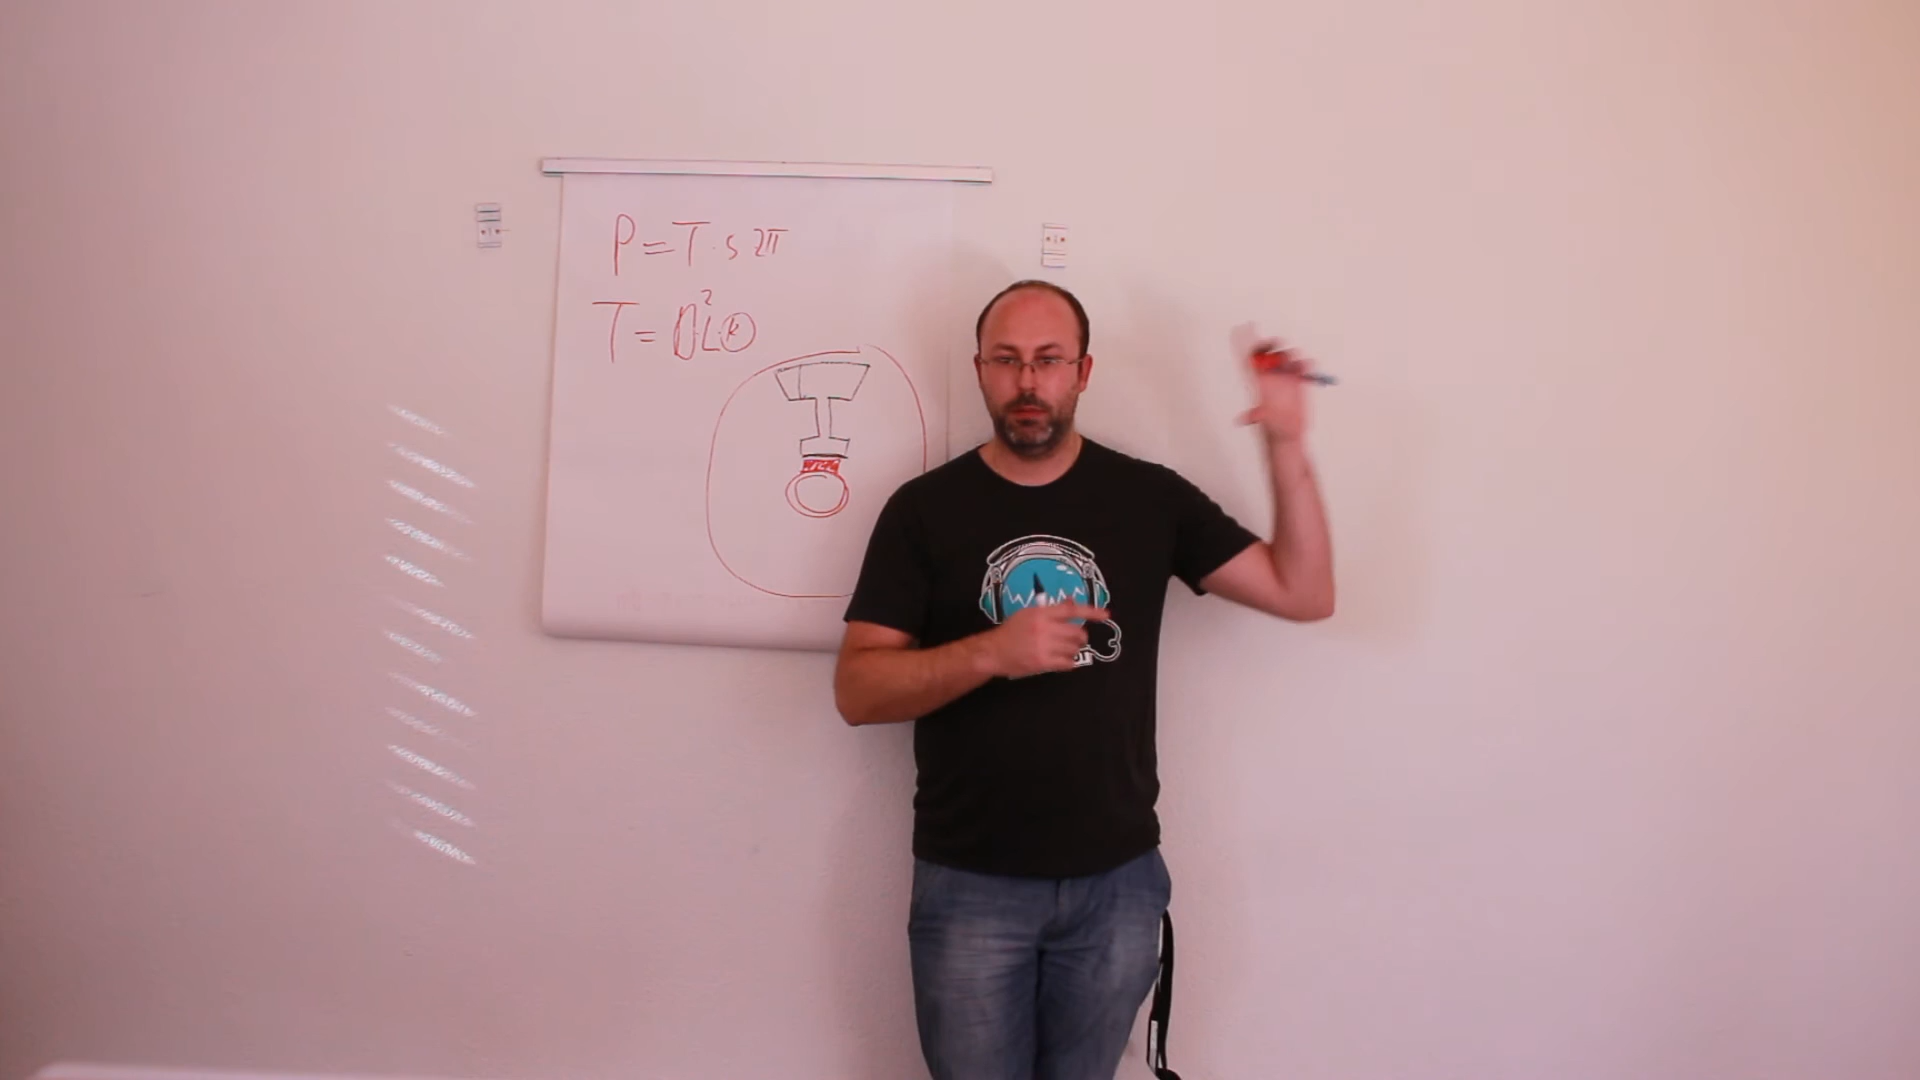 P = T · s 2π
T = D²L·k